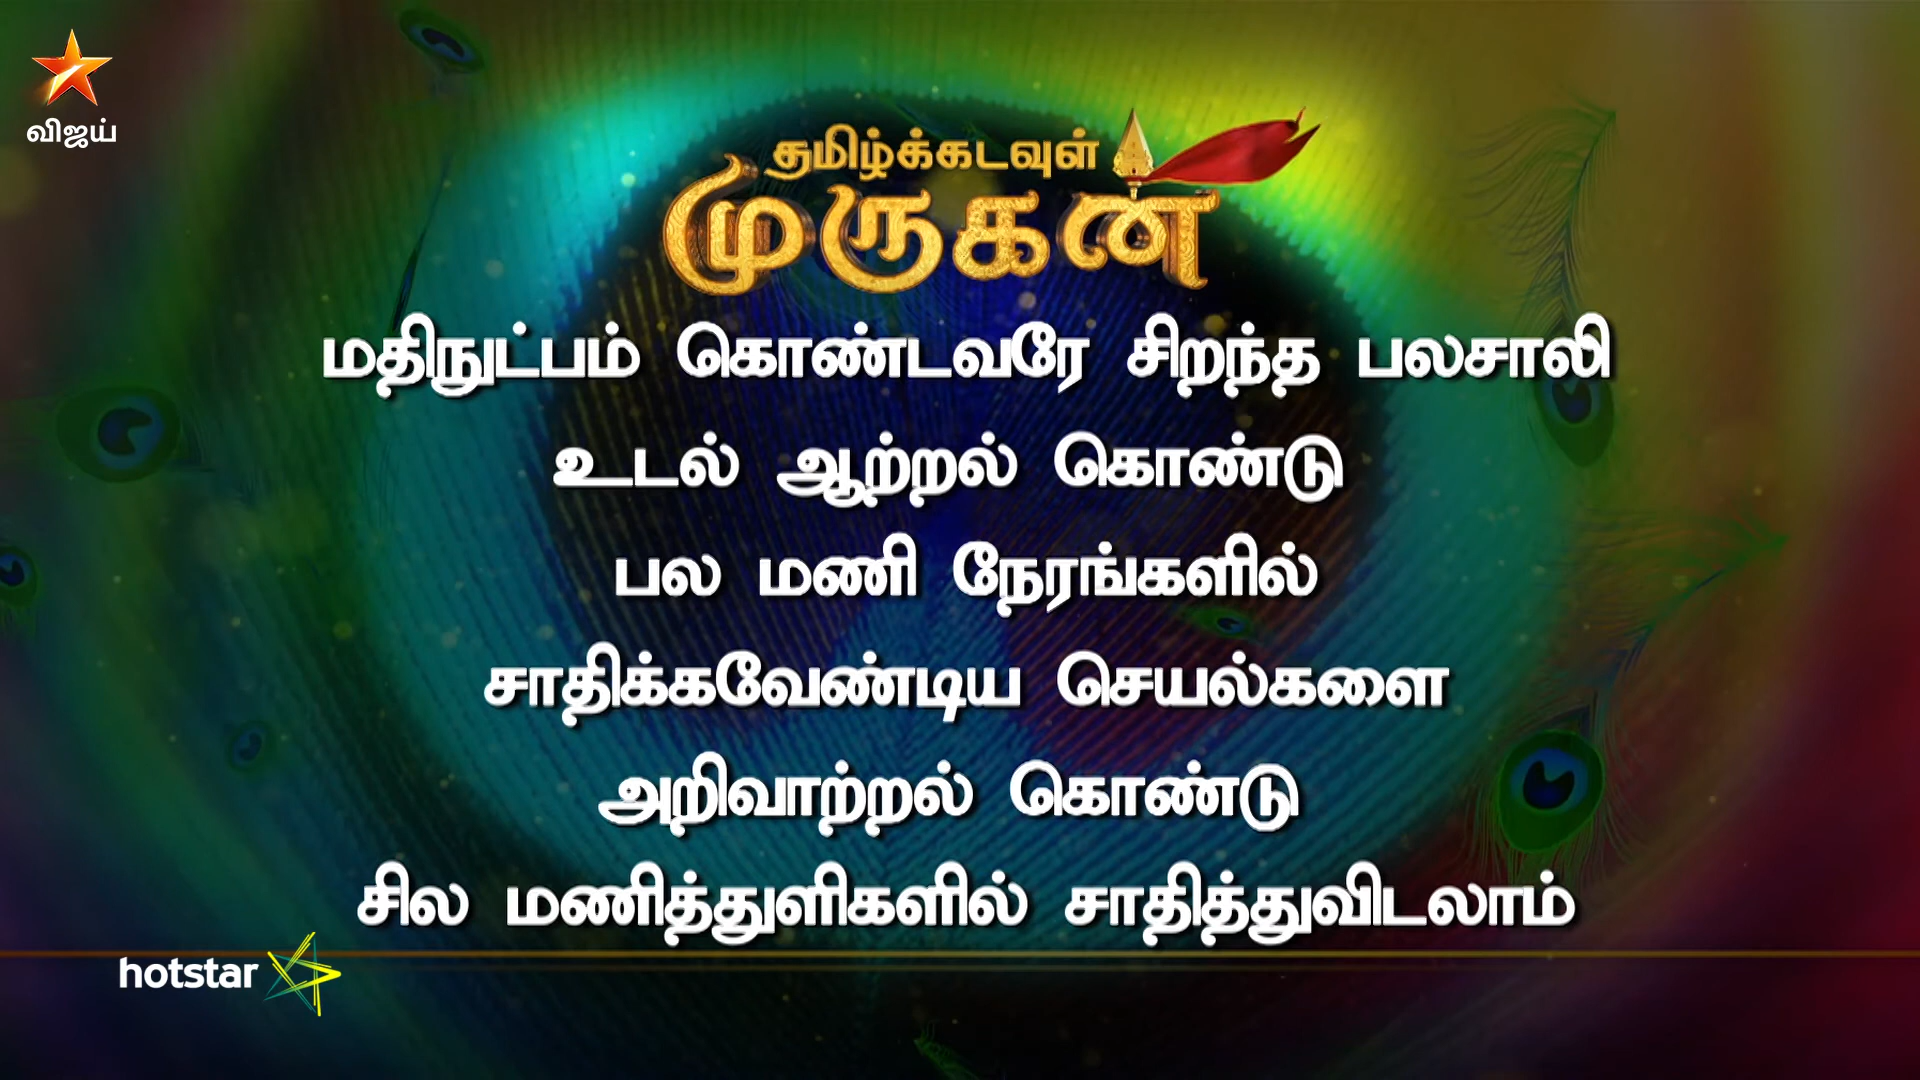 விஜய்
தமிழ்க்கடவுள்
முருகன்
மதிநுட்பம் கொண்டவரே சிறந்த பலசாலி
உடல் ஆற்றல் கொண்டு
பல மணி நேரங்களில்
சாதிக்கவேண்டிய செயல்களை
அறிவாற்றல் கொண்டு
சில மணித்துளிகளில் சாதித்துவிடலாம்
hotstar